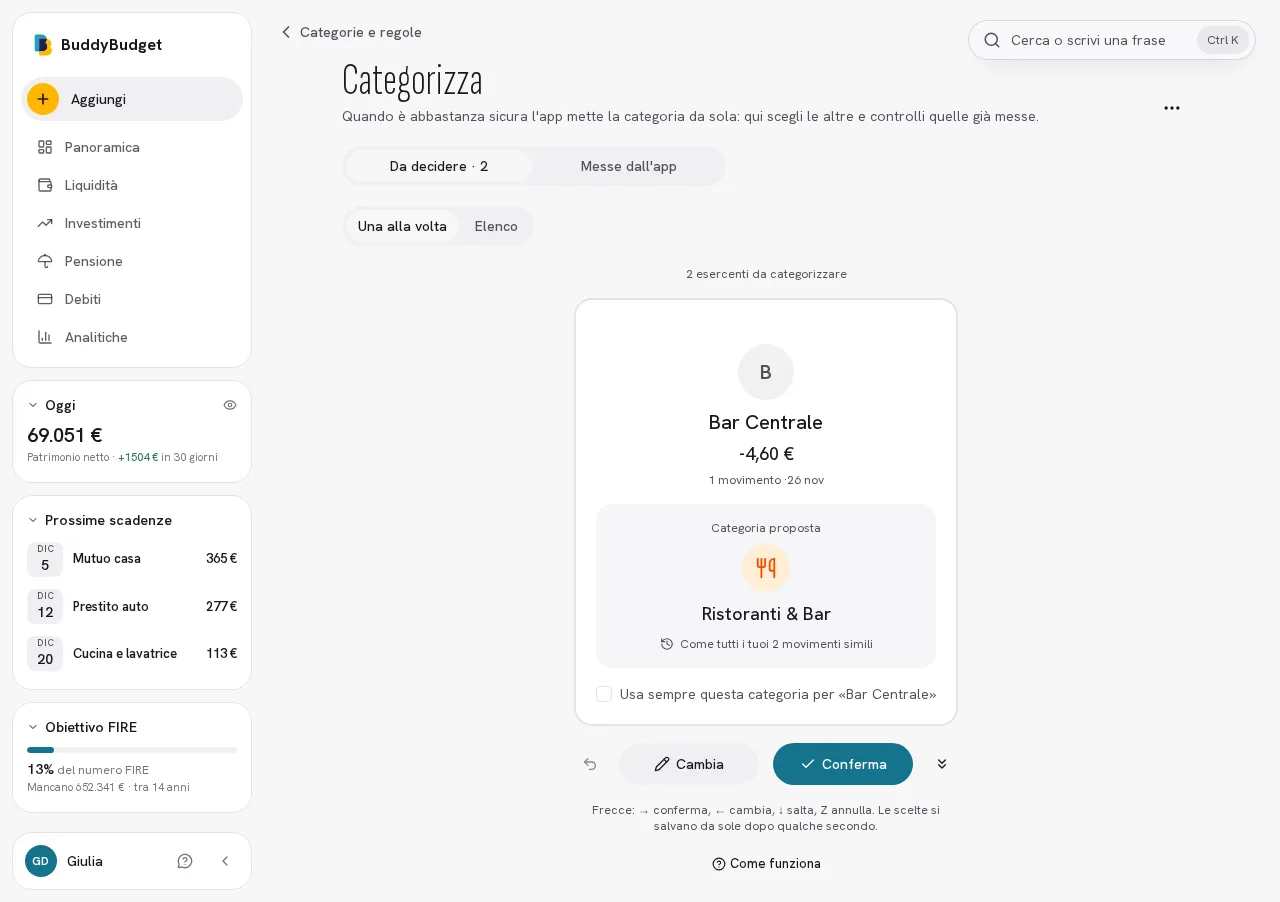 BuddyBudget
Aggiungi
Panoramica
Liquidità
Investimenti
Pensione
Debiti
Analitiche
Oggi
69.051 €
Patrimonio netto · +1504 € in 30 giorni
Prossime scadenze
DIC
5
Mutuo casa
365 €
DIC
12
Prestito auto
277 €
DIC
20
Cucina e lavatrice
113 €
Obiettivo FIRE
13% del numero FIRE
Mancano 652.341 € · tra 14 anni
GD
Giulia
Categorie e regole
Cerca o scrivi una frase
Ctrl K
Categorizza
Quando è abbastanza sicura l'app mette la categoria da sola: qui scegli le altre e controlli quelle già messe.
Da decidere · 2
Messe dall'app
Una alla volta
Elenco
2 esercenti da categorizzare
B
Bar Centrale
-4,60 €
1 movimento ·26 nov
Categoria proposta
Ristoranti & Bar
Come tutti i tuoi 2 movimenti simili
Usa sempre questa categoria per «Bar Centrale»
Cambia
Conferma
Frecce: → conferma, ← cambia, ↓ salta, Z annulla. Le scelte si
salvano da sole dopo qualche secondo.
Come funziona